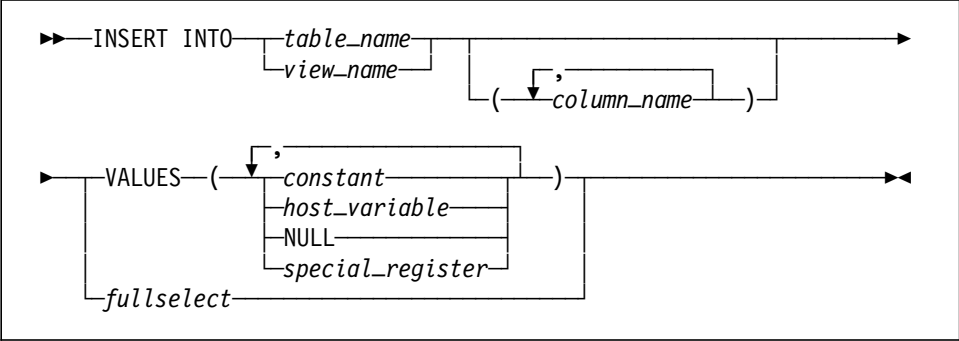 INSERT INTO table_name
view_name ,
( column_name )
,
VALUES ( constant )
host_variable
NULL
special_register
fullselect